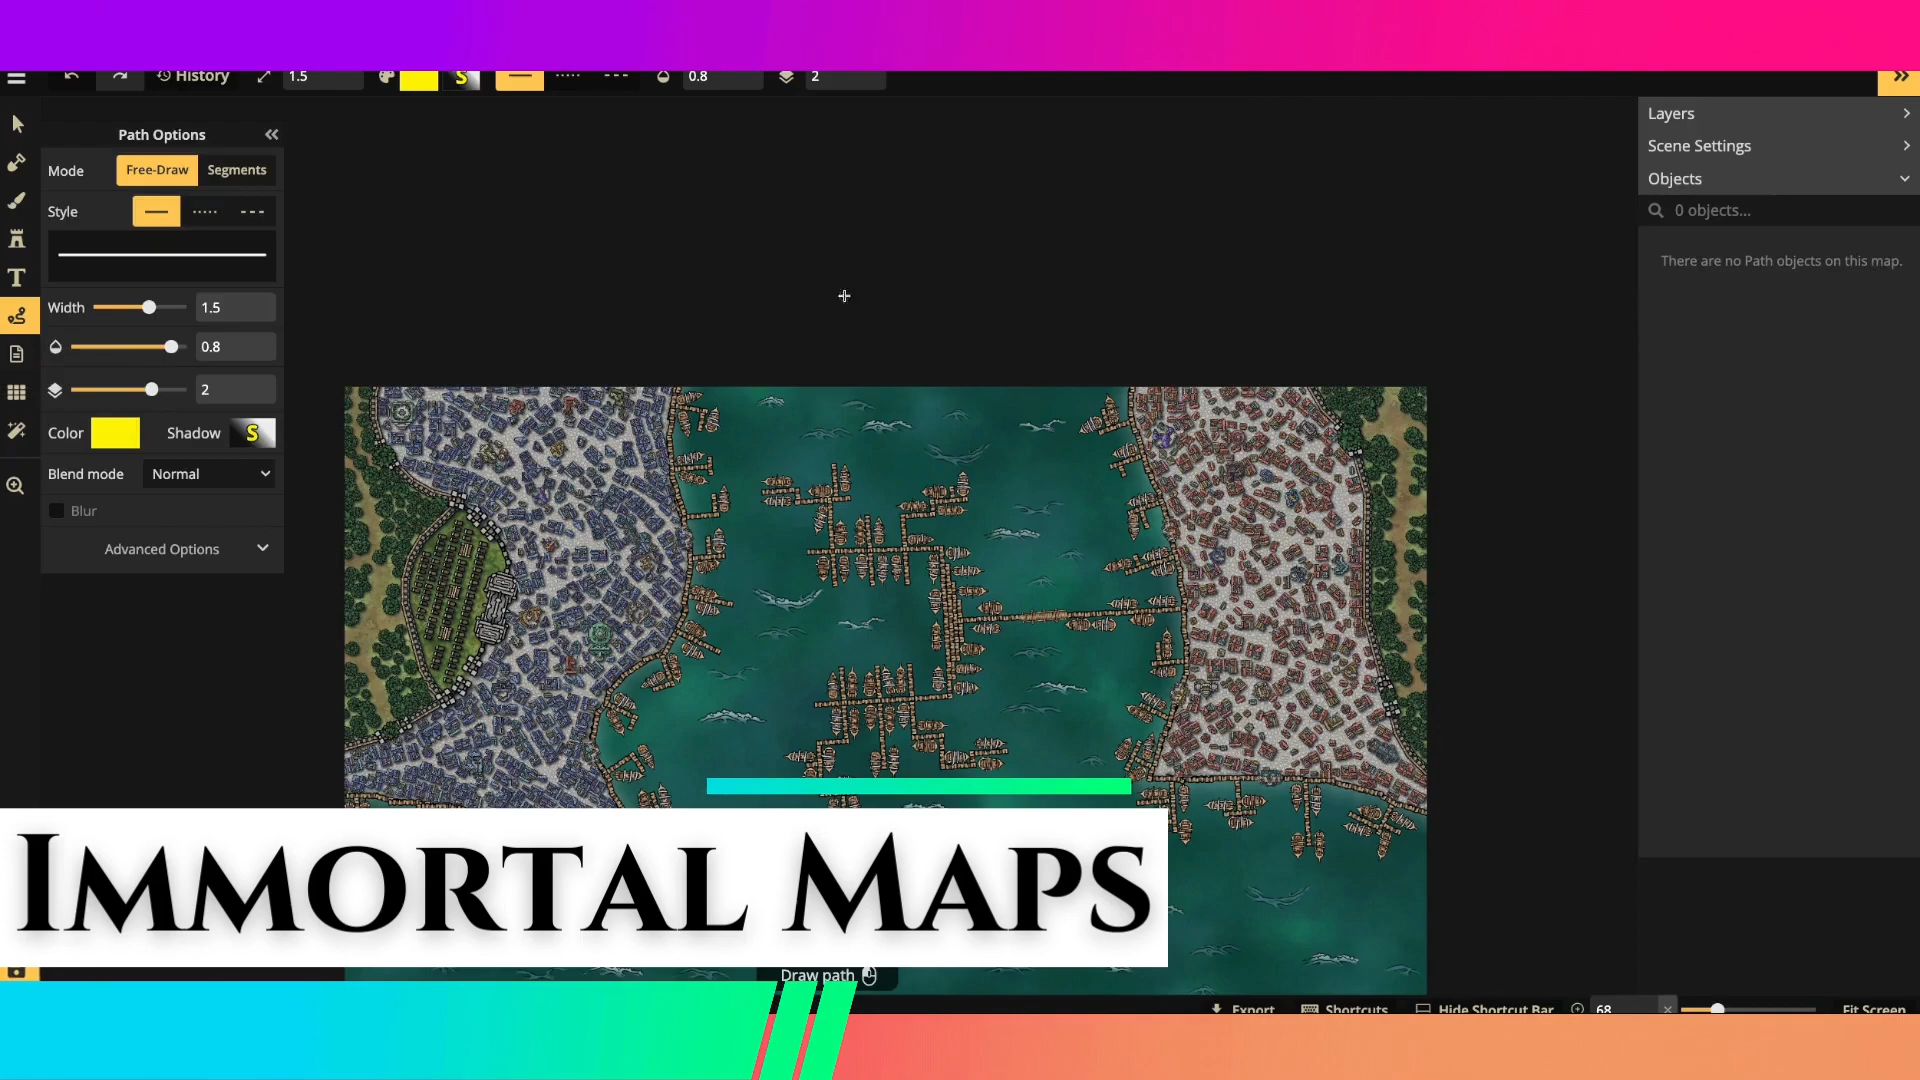 History 1.5 S 0.8 2
Path Options
Mode Free-Draw Segments
Style
Width 1.5
0.8
2
Color Shadow S
Blend mode Normal
Blur
Advanced Options
Layers
Scene Settings
Objects
0 objects...
There are no Path objects on this map.
IMMORTAL MAPS
Draw path
Export Shortcuts Hide Shortcut Bar 68 Fit Screen